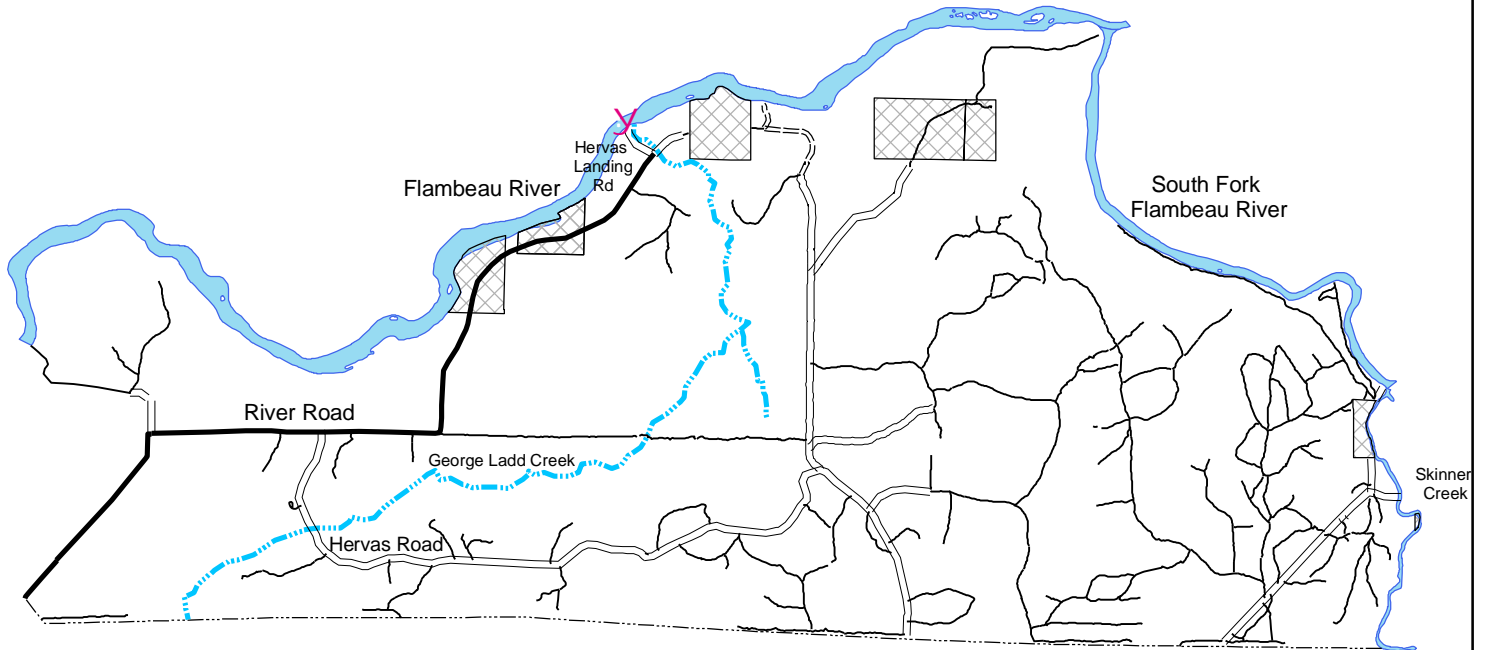 y
Hervas
Landing
Rd
Flambeau River
South Fork
Flambeau River
River Road
George Ladd Creek
Hervas Road
Skinner
Creek